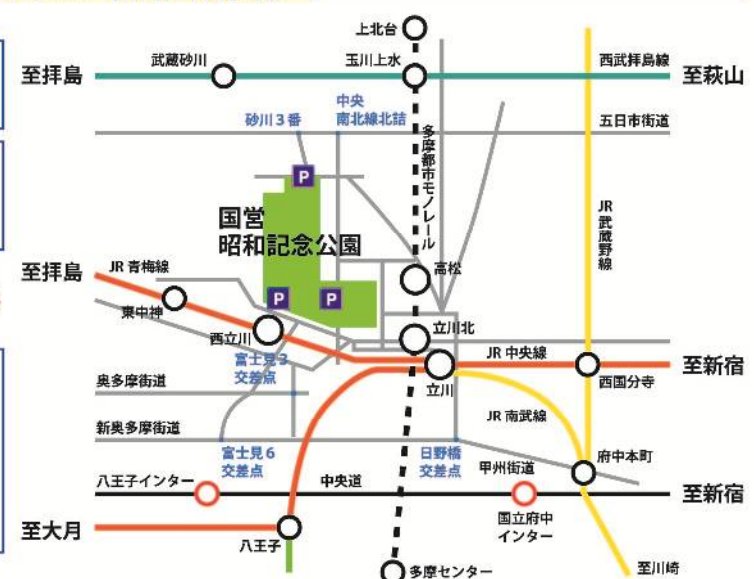 上北台
武蔵砂川
玉川上水
西武拝島線
至拝島
至萩山
中央
南北線北詰
砂川3番
五日市街道
多摩都市モノレール
P
JR武蔵野線
国営
昭和記念公園
高松
至拝島
JR 青梅線
東中神
P
P
西立川
立川北
富士見3
交差点
JR 中央線
至新宿
立川
西国分寺
奥多摩街道
JR 南武線
新奥多摩街道
富士見6
交差点
日野橋
交差点
甲州街道
府中本町
八王子インター
中央道
至新宿
国立府中
インター
至大月
八王子
多摩センター
至川崎